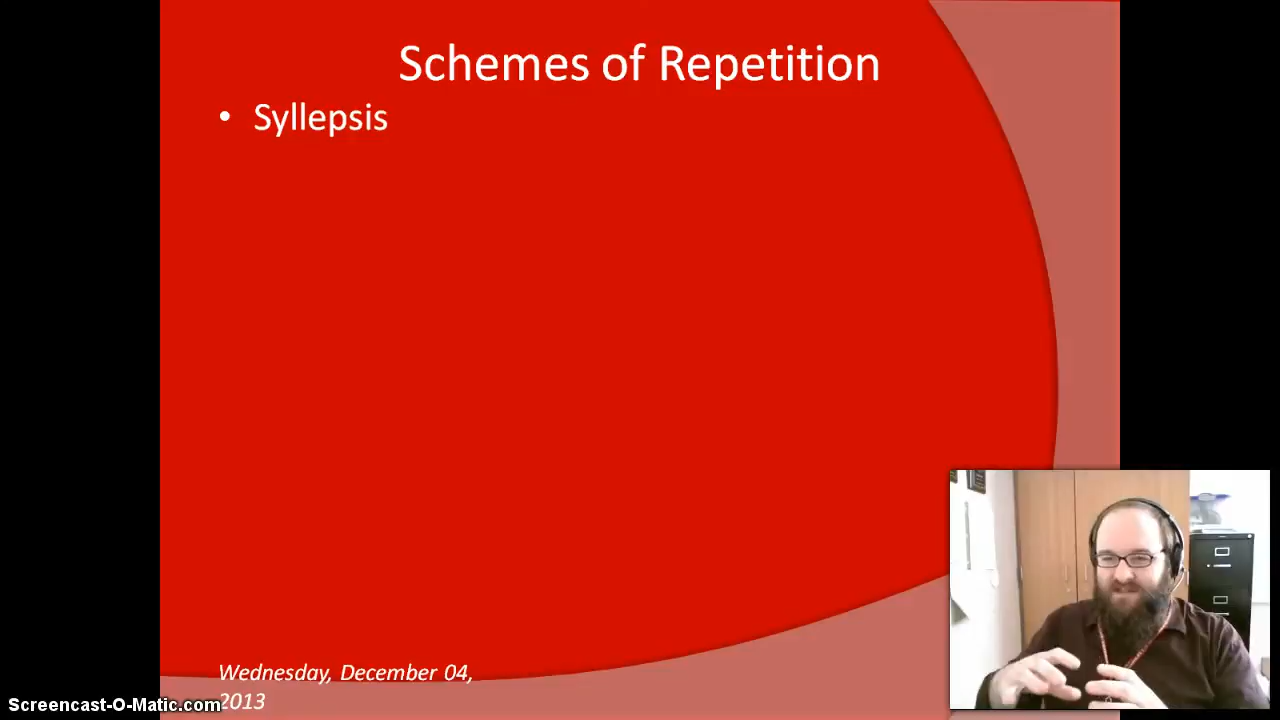 Schemes of Repetition
• Syllepsis
Wednesday, December 04,
2013
Screencast-O-Matic.com